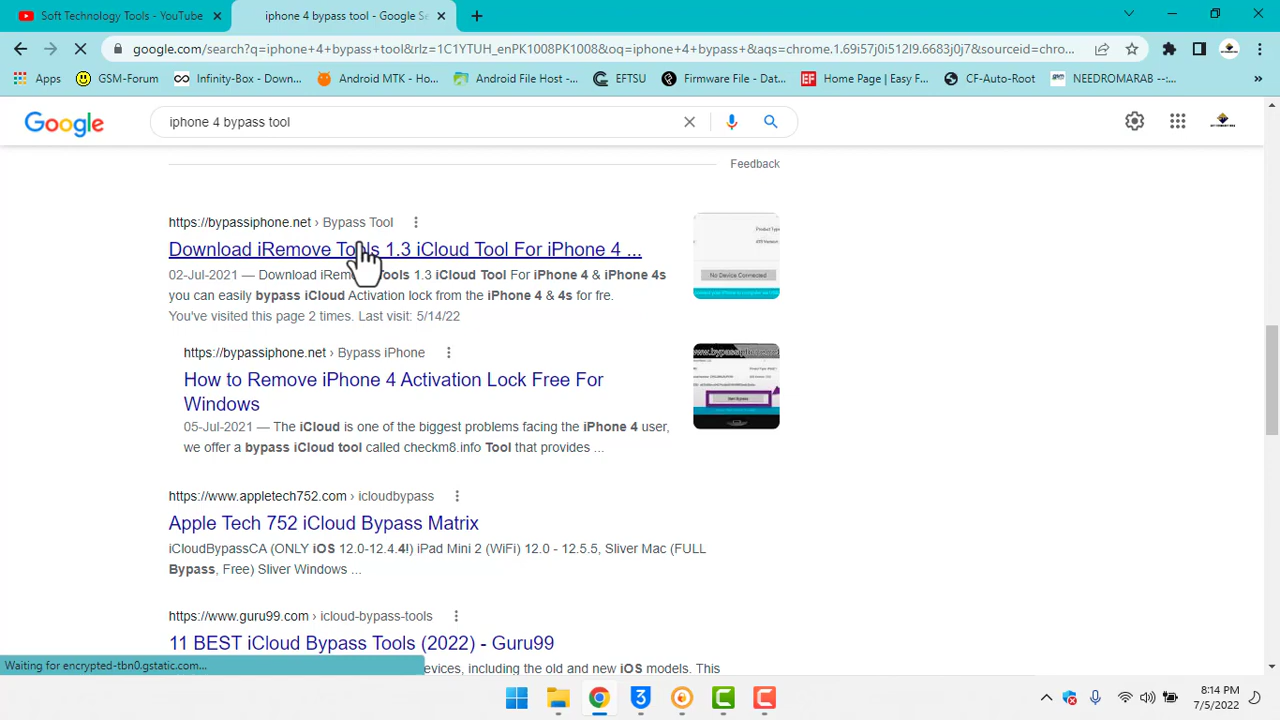 Soft Technology Tools - YouTube
iphone 4 bypass tool - Google Se
google.com/search?q=iphone+4+bypass+tool&rlz=1C1YTUH_enPK1008PK1008&oq=iphone+4+bypass+&aqs=chrome.1.69i57j0i512l9.6683j0j7&sourceid=chro...
Apps GSM-Forum Infinity-Box - Down... Android MTK - Ho... Android File Host -... EFTSU Firmware File - Dat... Home Page | Easy F... CF-Auto-Root NEEDROMARAB --:... »
Google
iphone 4 bypass tool
Feedback
https://bypassiphone.net › Bypass Tool
Download iRemove Tools 1.3 iCloud Tool For iPhone 4 ...
02-Jul-2021 — Download iRemove Tools 1.3 iCloud Tool For iPhone 4 & iPhone 4s
you can easily bypass iCloud Activation lock from the iPhone 4 & 4s for fre.
You've visited this page 2 times. Last visit: 5/14/22
Product Type
No Device Connected
https://bypassiphone.net › Bypass iPhone
How to Remove iPhone 4 Activation Lock Free For
Windows
05-Jul-2021 — The iCloud is one of the biggest problems facing the iPhone 4 user,
we offer a bypass iCloud tool called checkm8.info Tool that provides ...
Start Bypass
https://www.appletech752.com › icloudbypass
Apple Tech 752 iCloud Bypass Matrix
iCloudBypassCA (ONLY iOS 12.0-12.4.4!) iPad Mini 2 (WiFi) 12.0 - 12.5.5, Sliver Mac (FULL
Bypass, Free) Sliver Windows ...
https://www.guru99.com › icloud-bypass-tools
11 BEST iCloud Bypass Tools (2022) - Guru99
evices, including the old and new iOS models. This
Waiting for encrypted-tbn0.gstatic.com...
8:14 PM
7/5/2022